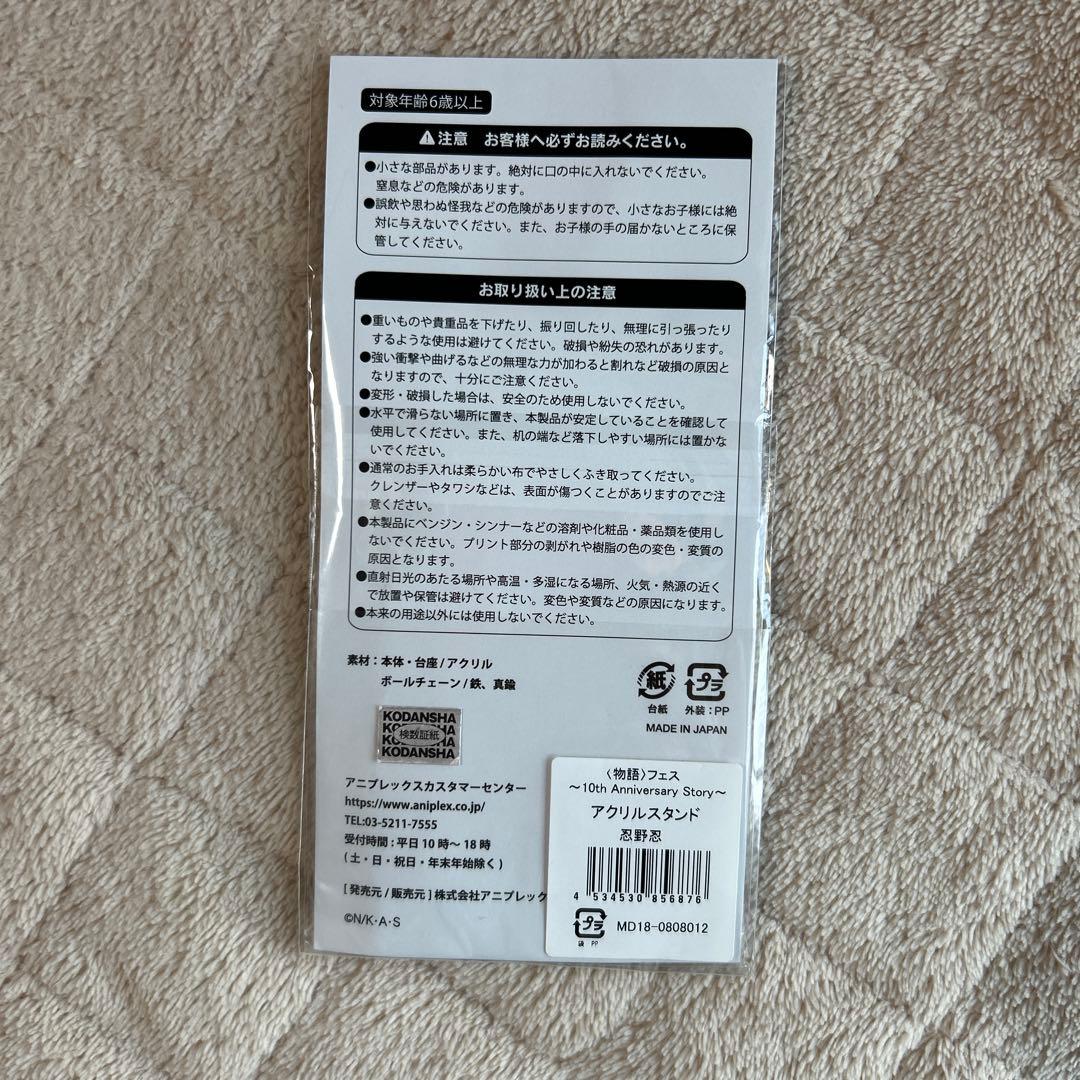 対象年齢6歳以上
⚠注意 お客様へ必ずお読みください。
●小さな部品があります。絶対に口の中に入れないでください。
窒息などの危険があります。
●誤飲や思わぬ怪我などの危険がありますので、小さなお子様には絶
対に与えないでください。また、お子様の手の届かないところに保
管してください。
お取り扱い上の注意
●重いものや貴重品を下げたり、振り回したり、無理に引っ張ったり
するような使用は避けてください。破損や紛失の恐れがあります。
●強い衝撃や曲げるなどの無理な力が加わると割れなど破損の原因と
なりますので、十分にご注意ください。
●変形・破損した場合は、安全のため使用しないでください。
●水平で滑らない場所に置き、本製品が安定していることを確認して
使用してください。また、机の端など落下しやすい場所には置かな
いでください。
●通常のお手入れは柔らかい布でやさしくふき取ってください。
クレンザーやタワシなどは、表面が傷つくことがありますのでご注
意ください。
●本製品にベンジン・シンナーなどの溶剤や化粧品・薬品類を使用し
ないでください。プリント部分の剥がれや樹脂の色の変色・変質の
原因となります。
●直射日光のあたる場所や高温・多湿になる場所、火気・熱源の近く
で放置や保管は避けてください。変色や変質などの原因になります。
●本来の用途以外には使用しないでください。
素材：本体・台座/アクリル
ボールチェーン/鉄、真鍮
紙
台紙
プラ
外装：PP
MADE IN JAPAN
KODANSHA
検数証紙
KODANSHA
アニプレックスカスタマーセンター
https://www.aniplex.co.jp/
TEL:03-5211-7555
受付時間：平日10時～18時
(土・日・祝日・年末年始除く)
[発売元/販売元]株式会社アニプレック
©N/K・A・S
〈物語〉フェス
～10th Anniversary Story～
アクリルスタンド
忍野忍
4 534530 856876
プラ
袋 PP
MD18-0808012